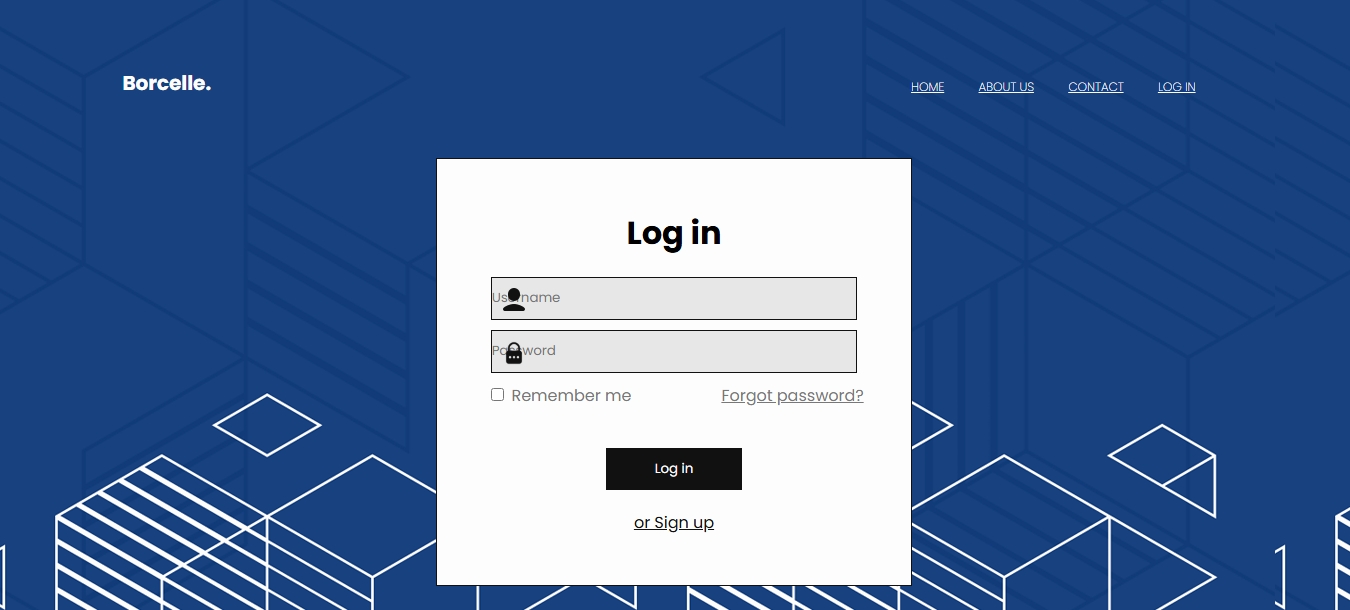 Borcelle.
HOME ABOUT US CONTACT LOG IN
Log in
Username
Password
Remember me Forgot password?
Log in
or Sign up